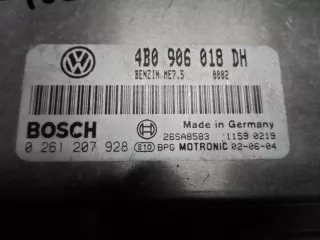 4B0 906 018 DH
BENZIN ME7.5 0002
BOSCH
Made in Germany
26SA8583 1159 0219
0 261 207 928 e10 BPG MOTRONIC 02-06-04